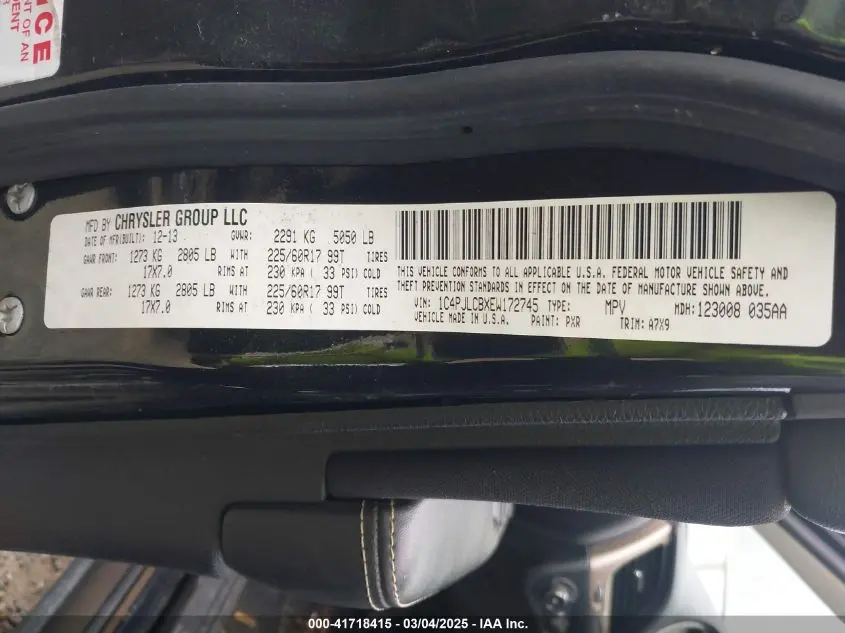 NCE
NT OF AN
DENT
MFD BY CHRYSLER GROUP LLC
DATE OF MFR(BUILT): 12-13 GVWR: 2291 KG 5050 LB
GAWR FRONT: 1273 KG 2805 LB WITH 225/60R17 99T TIRES
17X7.0 RIMS AT 230 KPA ( 33 PSI) COLD
GAWR REAR: 1273 KG 2805 LB WITH 225/60R17 99T TIRES
17X7.0 RIMS AT 230 KPA ( 33 PSI) COLD
THIS VEHICLE CONFORMS TO ALL APPLICABLE U.S.A. FEDERAL MOTOR VEHICLE SAFETY AND
THEFT PREVENTION STANDARDS IN EFFECT ON THE DATE OF MANUFACTURE SHOWN ABOVE.
VIN: 1C4PJLCBXEW172745 TYPE: MPV MDH:123008 035AA
VEHICLE MADE IN U.S.A. PAINT: PXR TRIM: A7X9
000-41718415 - 03/04/2025 - IAA Inc.